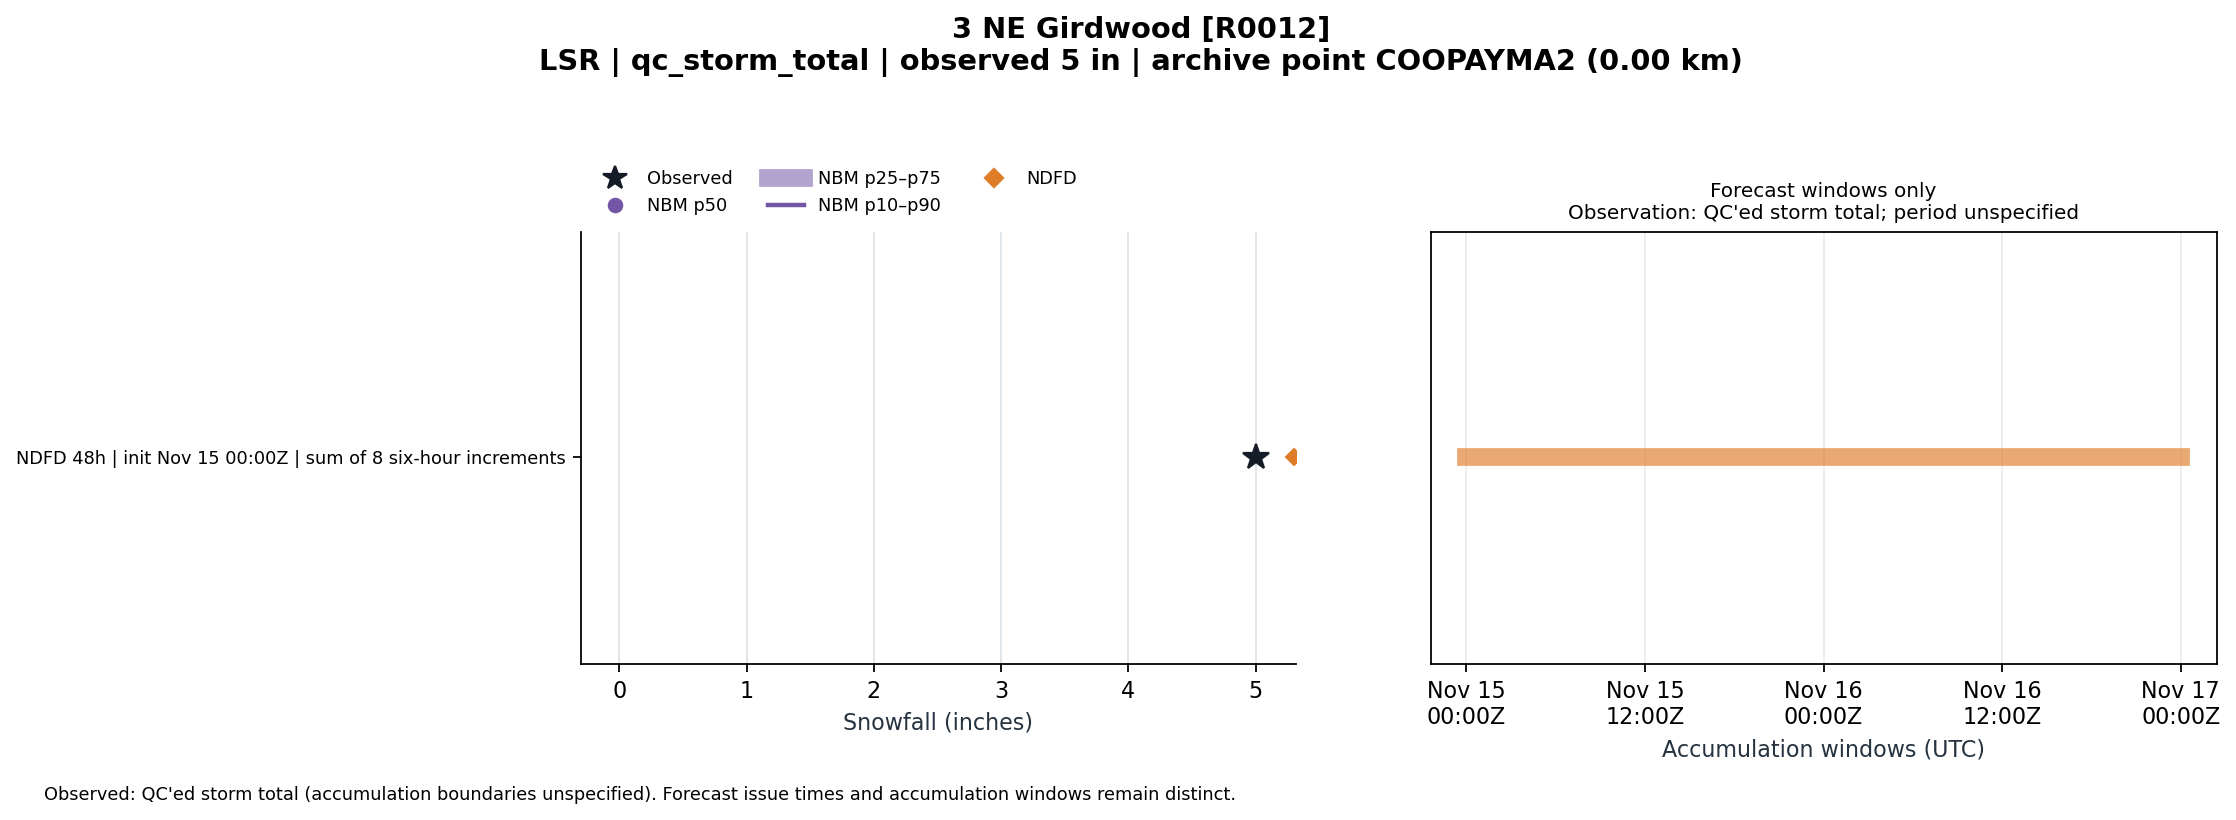 3 NE Girdwood [R0012]
LSR | qc_storm_total | observed 5 in | archive point COOPAYMA2 (0.00 km)
Observed
NBM p50
NBM p25–p75
NBM p10–p90
NDFD
NDFD 48h | init Nov 15 00:00Z | sum of 8 six-hour increments
0 1 2 3 4 5
Snowfall (inches)
Forecast windows only
Observation: QC'ed storm total; period unspecified
Nov 15 Nov 15 Nov 16 Nov 16 Nov 17
00:00Z 12:00Z 00:00Z 12:00Z 00:00Z
Accumulation windows (UTC)
Observed: QC'ed storm total (accumulation boundaries unspecified). Forecast issue times and accumulation windows remain distinct.